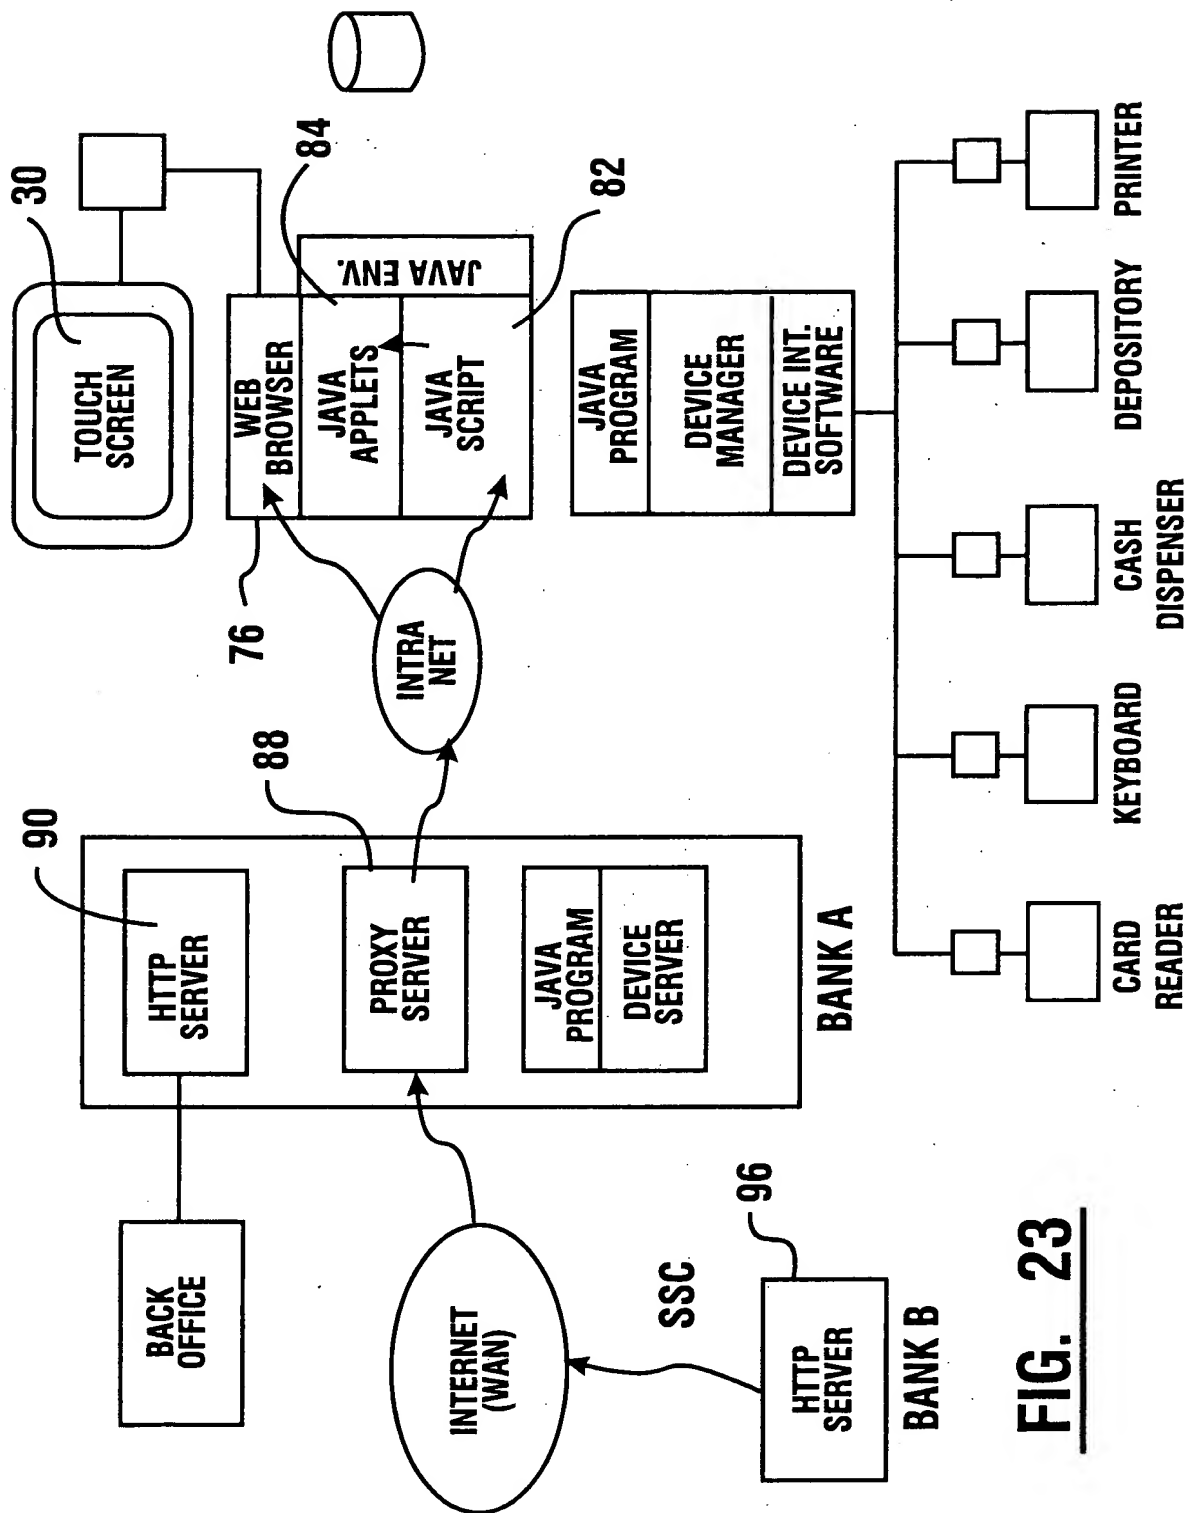 30
TOUCH
SCREEN
84
WEB
BROWSER
JAVA
APPLETS
JAVA
SCRIPT
JAVA ENV.
82
76
JAVA
PROGRAM
DEVICE
MANAGER
DEVICE INT.
SOFTWARE
INTRA
NET
90
HTTP
SERVER
88
PROXY
SERVER
JAVA
PROGRAM
DEVICE
SERVER
BANK A
BACK
OFFICE
INTERNET
(WAN)
SSC
96
HTTP
SERVER
BANK B
CARD
READER
KEYBOARD
CASH
DISPENSER
DEPOSITORY
PRINTER
FIG. 23